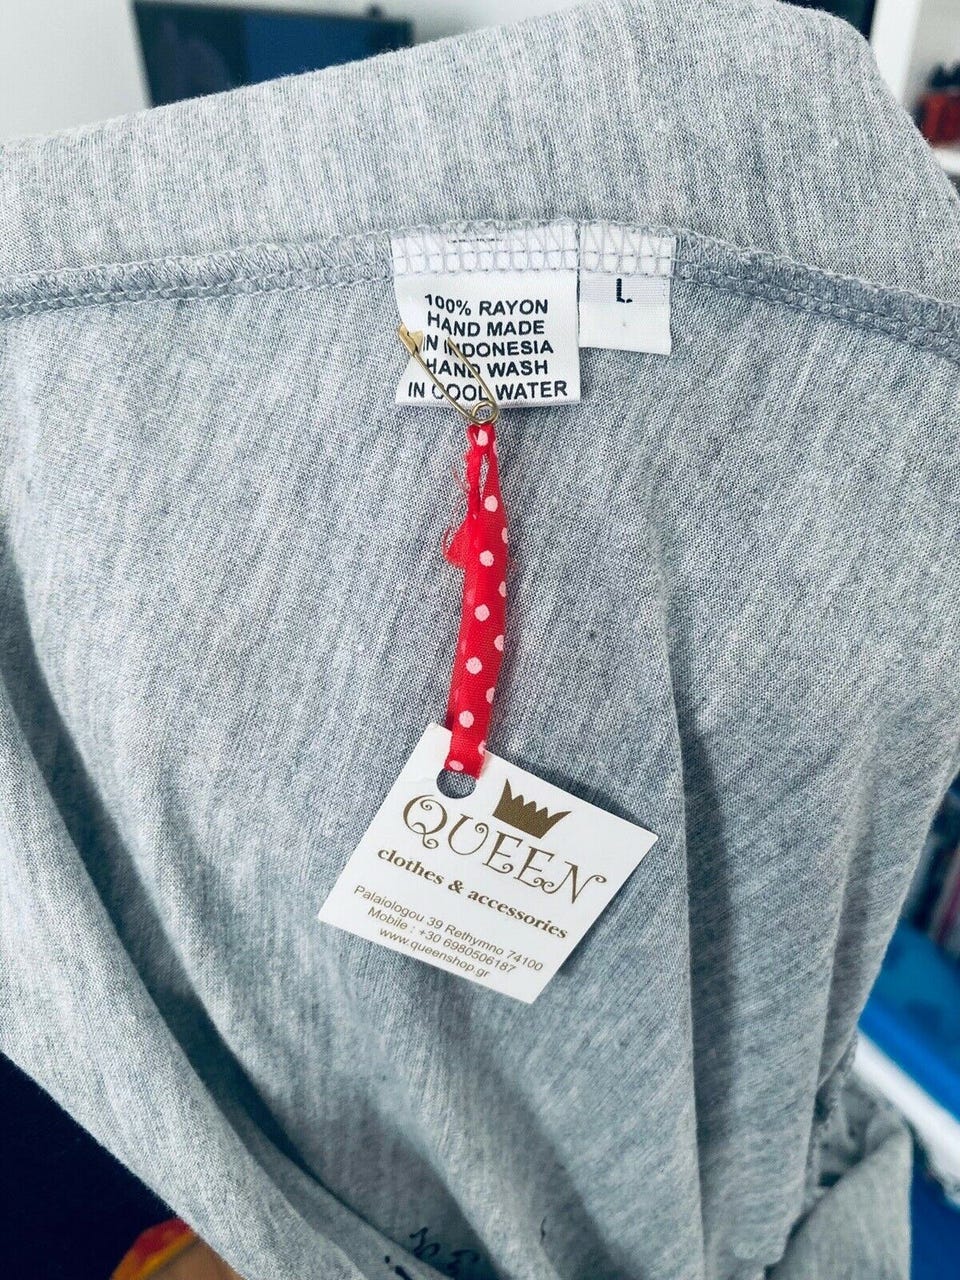 100% RAYON
HAND MADE
IN INDONESIA
HAND WASH
IN COOL WATER
L
QUEEN
clothes & accessories
Palaiologou 39 Rethymno 74100
Mobile : +30 6980506187
www.queenshop.gr